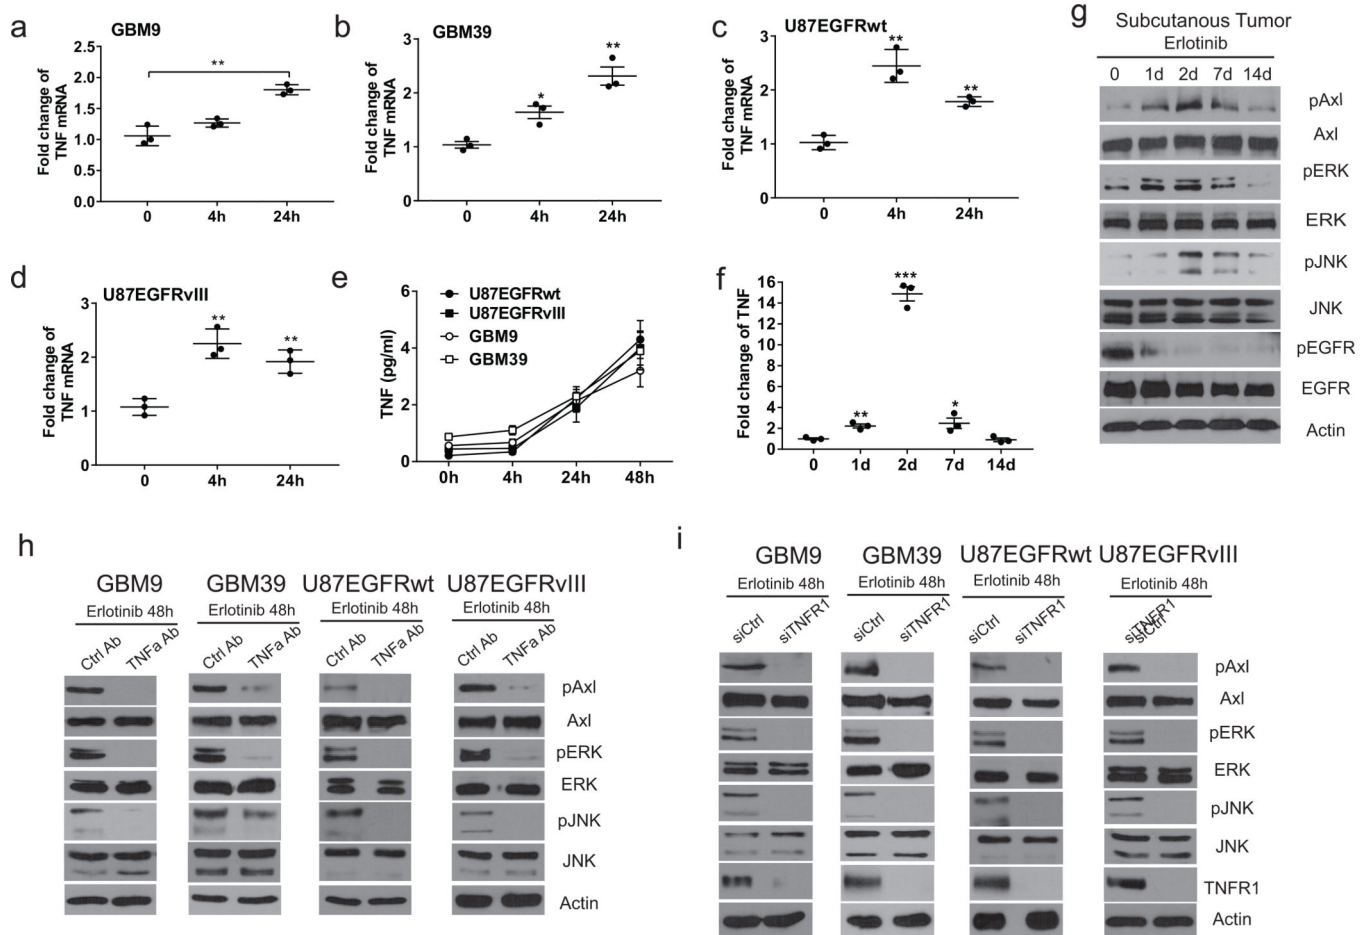 a
GBM9
Fold change of
TNF mRNA
2.5
2.0
1.5
1.0
0.5
0.0
**
0 4h 24h
b
GBM39
Fold change of
TNF mRNA
3
2
1
0
*
**
0 4h 24h
c
U87EGFRwt
Fold change of
TNF mRNA
3
2
1
0
**
**
0 4h 24h
d
U87EGFRvIII
Fold change of
TNF mRNA
3
2
1
0
**
**
0 4h 24h
e
TNF (pg/ml)
6
4
2
0
U87EGFRwt
U87EGFRvIII
GBM9
GBM39
0h 4h 24h 48h
f
Fold change of TNF
16
14
12
10
8
6
4
2
0
**
***
*
0 1d 2d 7d 14d
g
Subcutanous Tumor
Erlotinib
0 1d 2d 7d 14d
pAxl
Axl
pERK
ERK
pJNK
JNK
pEGFR
EGFR
Actin
h
GBM9 GBM39 U87EGFRwt U87EGFRvIII
Erlotinib 48h Erlotinib 48h Erlotinib 48h Erlotinib 48h
Ctrl Ab TNFa Ab Ctrl Ab TNFa Ab Ctrl Ab TNFa Ab Ctrl Ab TNFa Ab
pAxl
Axl
pERK
ERK
pJNK
JNK
Actin
i
GBM9 GBM39 U87EGFRwt U87EGFRvIII
Erlotinib 48h Erlotinib 48h Erlotinib 48h Erlotinib 48h
siCtrl siTNFR1 siCtrl siTNFR1 siCtrl siTNFR1 siCtrl siTNFR1
pAxl
Axl
pERK
ERK
pJNK
JNK
TNFR1
Actin